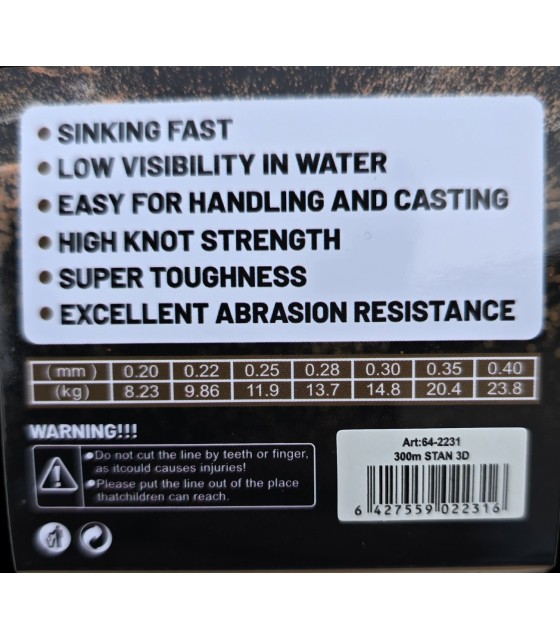 SINKING FAST
LOW VISIBILITY IN WATER
EASY FOR HANDLING AND CASTING
HIGH KNOT STRENGTH
SUPER TOUGHNESS
EXCELLENT ABRASION RESISTANCE
(mm) 0.20 0.22 0.25 0.28 0.30 0.35 0.40
(kg) 8.23 9.86 11.9 13.7 14.8 20.4 23.8
WARNING!!!
Do not cut the line by teeth or finger,
as itcould causes injuries!
Please put the line out of the place
thatchildren can reach.
Art:64-2231
300m STAN 3D
6 427559 022316